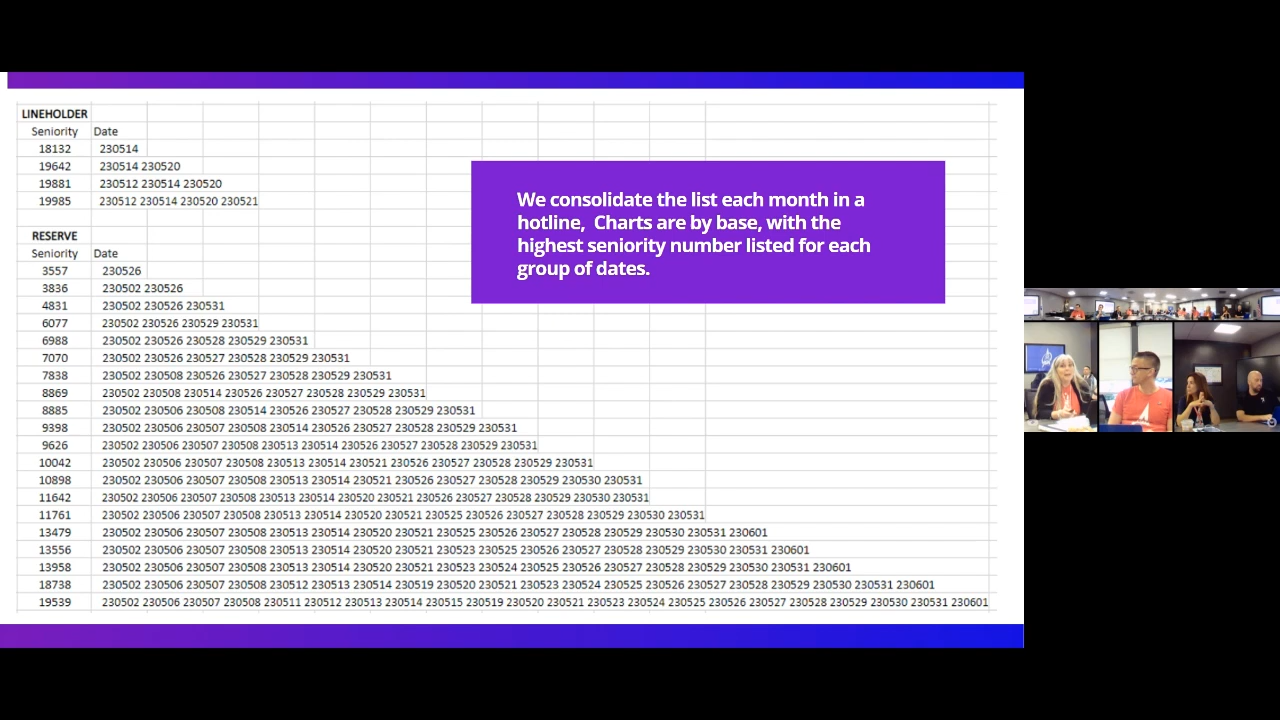 LINEHOLDER
Seniority Date
18132 230514
19642 230514 230520
19881 230512 230514 230520
19985 230512 230514 230520 230521
We consolidate the list each month in a
hotline,  Charts are by base, with the
highest seniority number listed for each
group of dates.
RESERVE
Seniority Date
3557 230526
3836 230502 230526
4831 230502 230526 230531
6077 230502 230526 230529 230531
6988 230502 230526 230528 230529 230531
7070 230502 230526 230527 230528 230529 230531
7838 230502 230508 230526 230527 230528 230529 230531
8869 230502 230508 230514 230526 230527 230528 230529 230531
8885 230502 230506 230508 230514 230526 230527 230528 230529 230531
9398 230502 230506 230507 230508 230514 230526 230527 230528 230529 230531
9626 230502 230506 230507 230508 230513 230514 230526 230527 230528 230529 230531
10042 230502 230506 230507 230508 230513 230514 230521 230526 230527 230528 230529 230531
10898 230502 230506 230507 230508 230513 230514 230521 230526 230527 230528 230529 230530 230531
11642 230502 230506 230507 230508 230513 230514 230520 230521 230526 230527 230528 230529 230530 230531
11761 230502 230506 230507 230508 230513 230514 230520 230521 230525 230526 230527 230528 230529 230530 230531
13479 230502 230506 230507 230508 230513 230514 230520 230521 230525 230526 230527 230528 230529 230530 230531 230601
13556 230502 230506 230507 230508 230513 230514 230520 230521 230523 230525 230526 230527 230528 230529 230530 230531 230601
13958 230502 230506 230507 230508 230513 230514 230520 230521 230523 230524 230525 230526 230527 230528 230529 230530 230531 230601
18738 230502 230506 230507 230508 230512 230513 230514 230519 230520 230521 230523 230524 230525 230526 230527 230528 230529 230530 230531 230601
19539 230502 230506 230507 230508 230511 230512 230513 230514 230515 230519 230520 230521 230523 230524 230525 230526 230527 230528 230529 230530 230531 230601